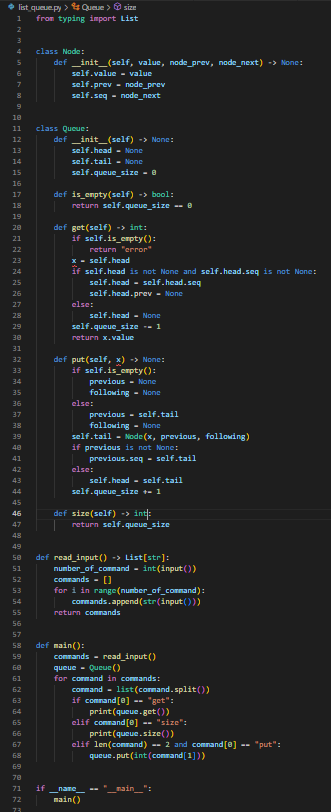 list_queue.py > Queue > size
1 from typing import List
2
3
4 class Node:
5 def __init__(self, value, node_prev, node_next) -> None:
6 self.value = value
7 self.prev = node_prev
8 self.seq = node_next
9
10
11 class Queue:
12 def __init__(self) -> None:
13 self.head = None
14 self.tail = None
15 self.queue_size = 0
16
17 def is_empty(self) -> bool:
18 return self.queue_size == 0
19
20 def get(self) -> int:
21 if self.is_empty():
22 return "error"
23 x = self.head
24 if self.head is not None and self.head.seq is not None:
25 self.head = self.head.seq
26 self.head.prev = None
27 else:
28 self.head = None
29 self.queue_size -= 1
30 return x.value
31
32 def put(self, x) -> None:
33 if self.is_empty():
34 previous = None
35 following = None
36 else:
37 previous = self.tail
38 following = None
39 self.tail = Node(x, previous, following)
40 if previous is not None:
41 previous.seq = self.tail
42 else:
43 self.head = self.tail
44 self.queue_size += 1
45
46 def size(self) -> int:
47 return self.queue_size
48
49
50 def read_input() -> List[str]:
51 number_of_command = int(input())
52 commands = []
53 for i in range(number_of_command):
54 commands.append(str(input()))
55 return commands
56
57
58 def main():
59 commands = read_input()
60 queue = Queue()
61 for command in commands:
62 command = list(command.split())
63 if command[0] == "get":
64 print(queue.get())
65 elif command[0] == "size":
66 print(queue.size())
67 elif len(command) == 2 and command[0] == "put":
68 queue.put(int(command[1]))
69
70
71 if __name__ == "__main__":
72 main()
73